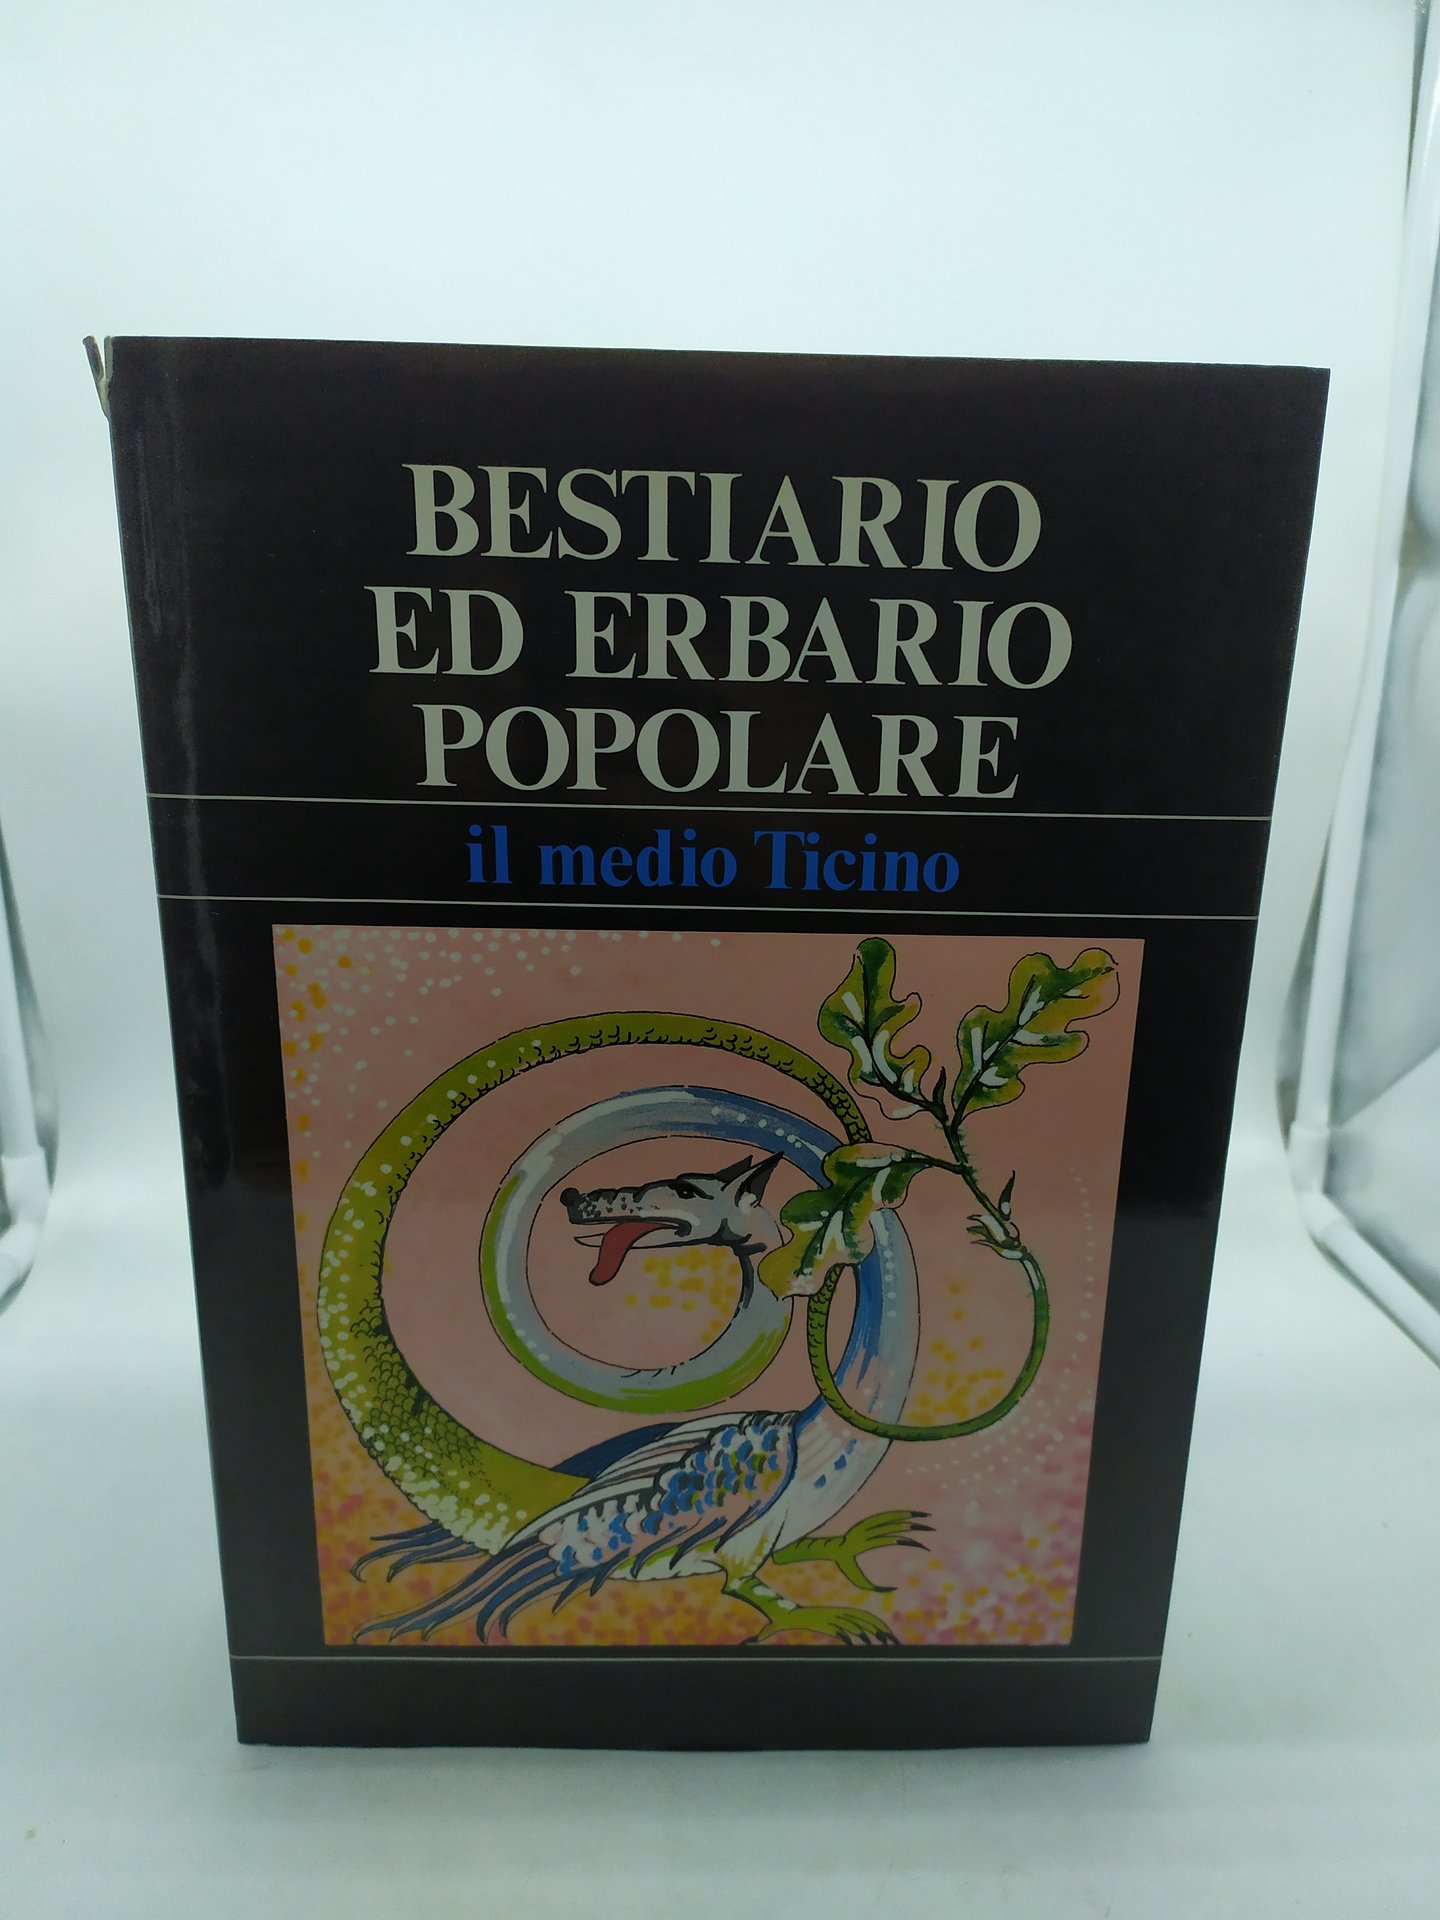 BESTIARIO
ED ERBARIO
POPOLARE
il medio Ticino